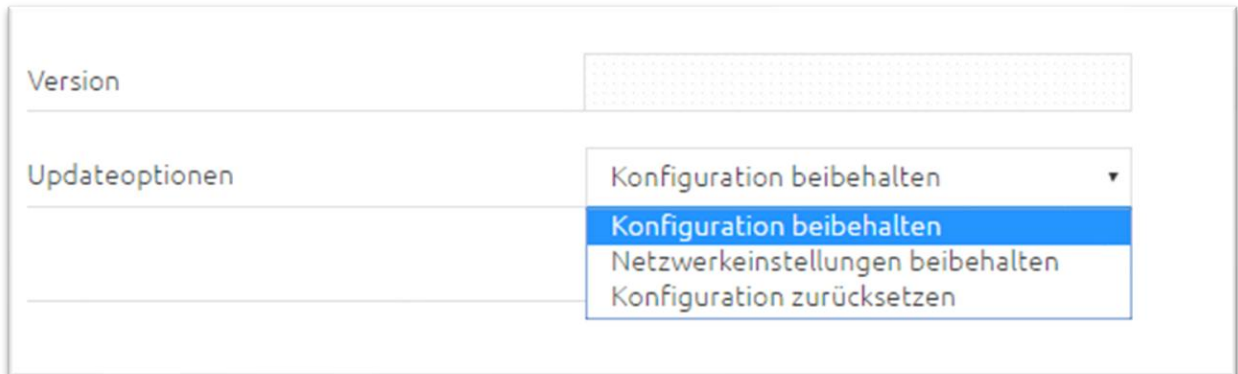 Version
Updateoptionen
Konfiguration beibehalten
Konfiguration beibehalten
Netzwerkeinstellungen beibehalten
Konfiguration zurücksetzen